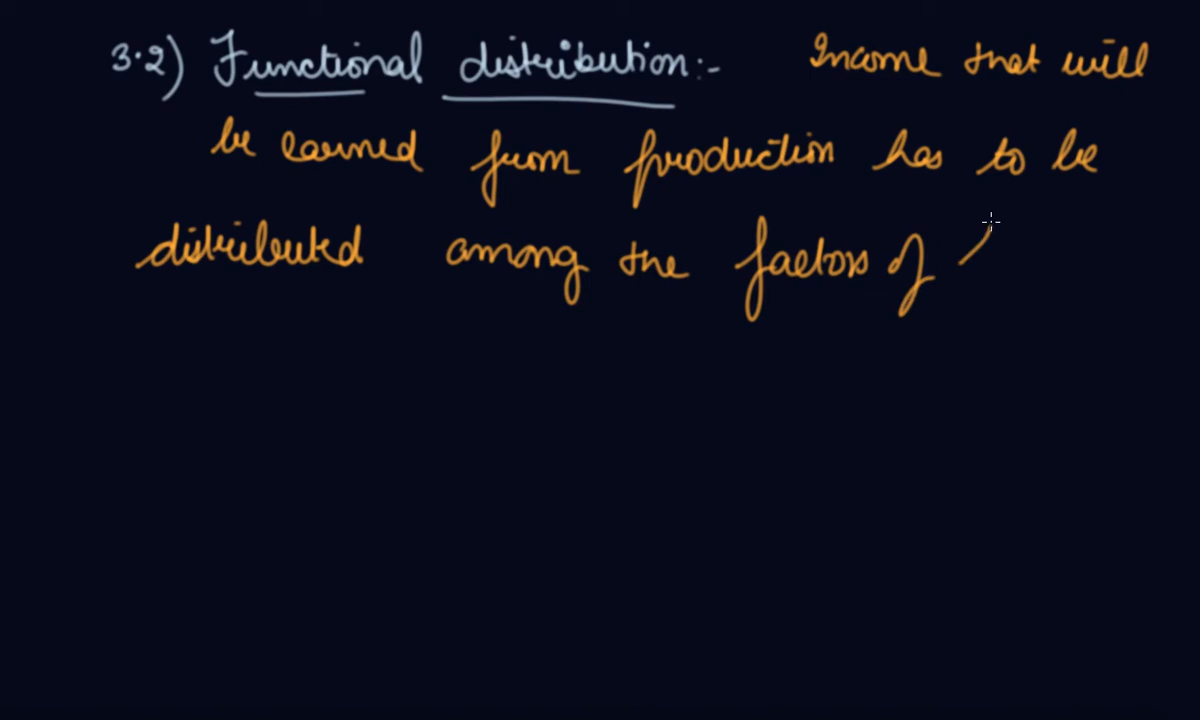 3.2) Functional distribution:- Income that will
be earned from production has to be
distributed among the factors of